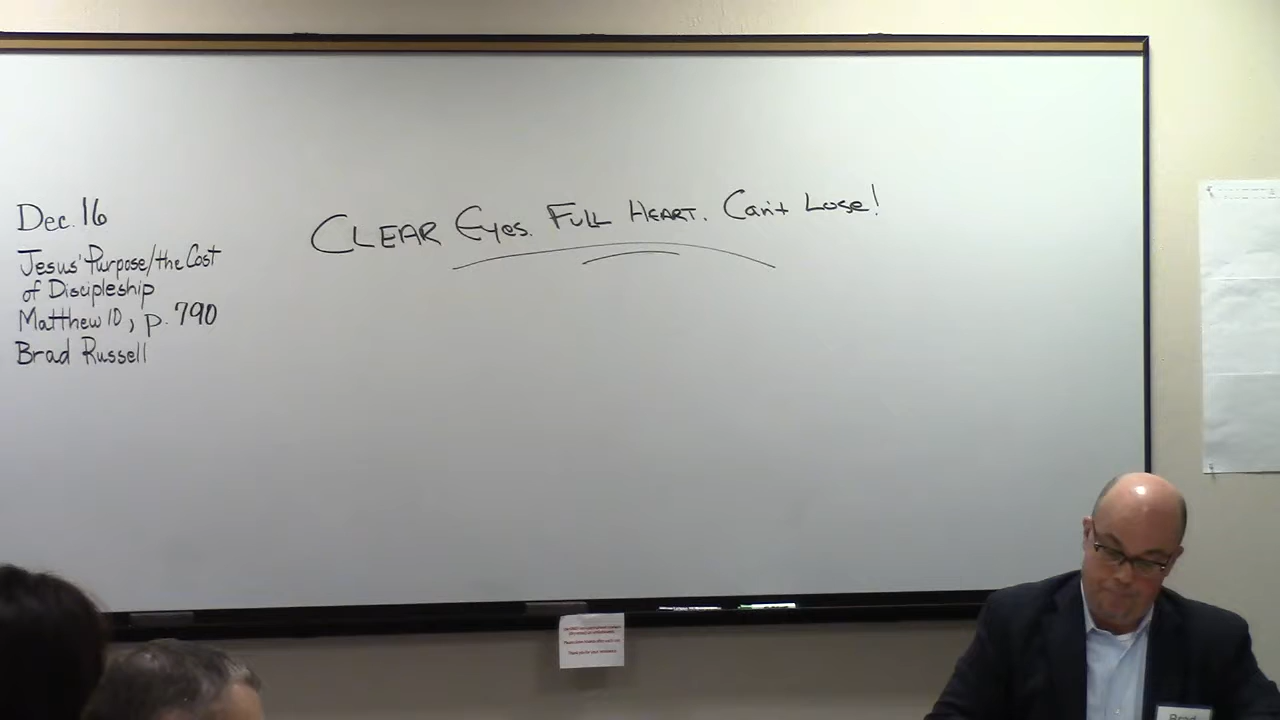 Dec. 16
Jesus' Purpose/the Cost
of Discipleship
Matthew 10, p. 790
Brad Russell
CLEAR Eyes. FULL HEART. Can't Lose!
Brad